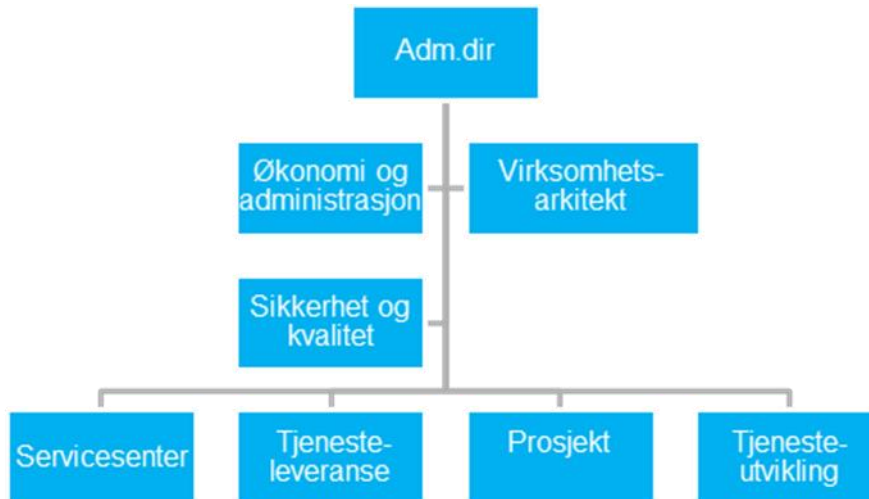 Adm.dir
Økonomi og
administrasjon
Virksomhets-
arkitekt
Sikkerhet og
kvalitet
Servicesenter
Tjeneste-
leveranse
Prosjekt
Tjeneste-
utvikling